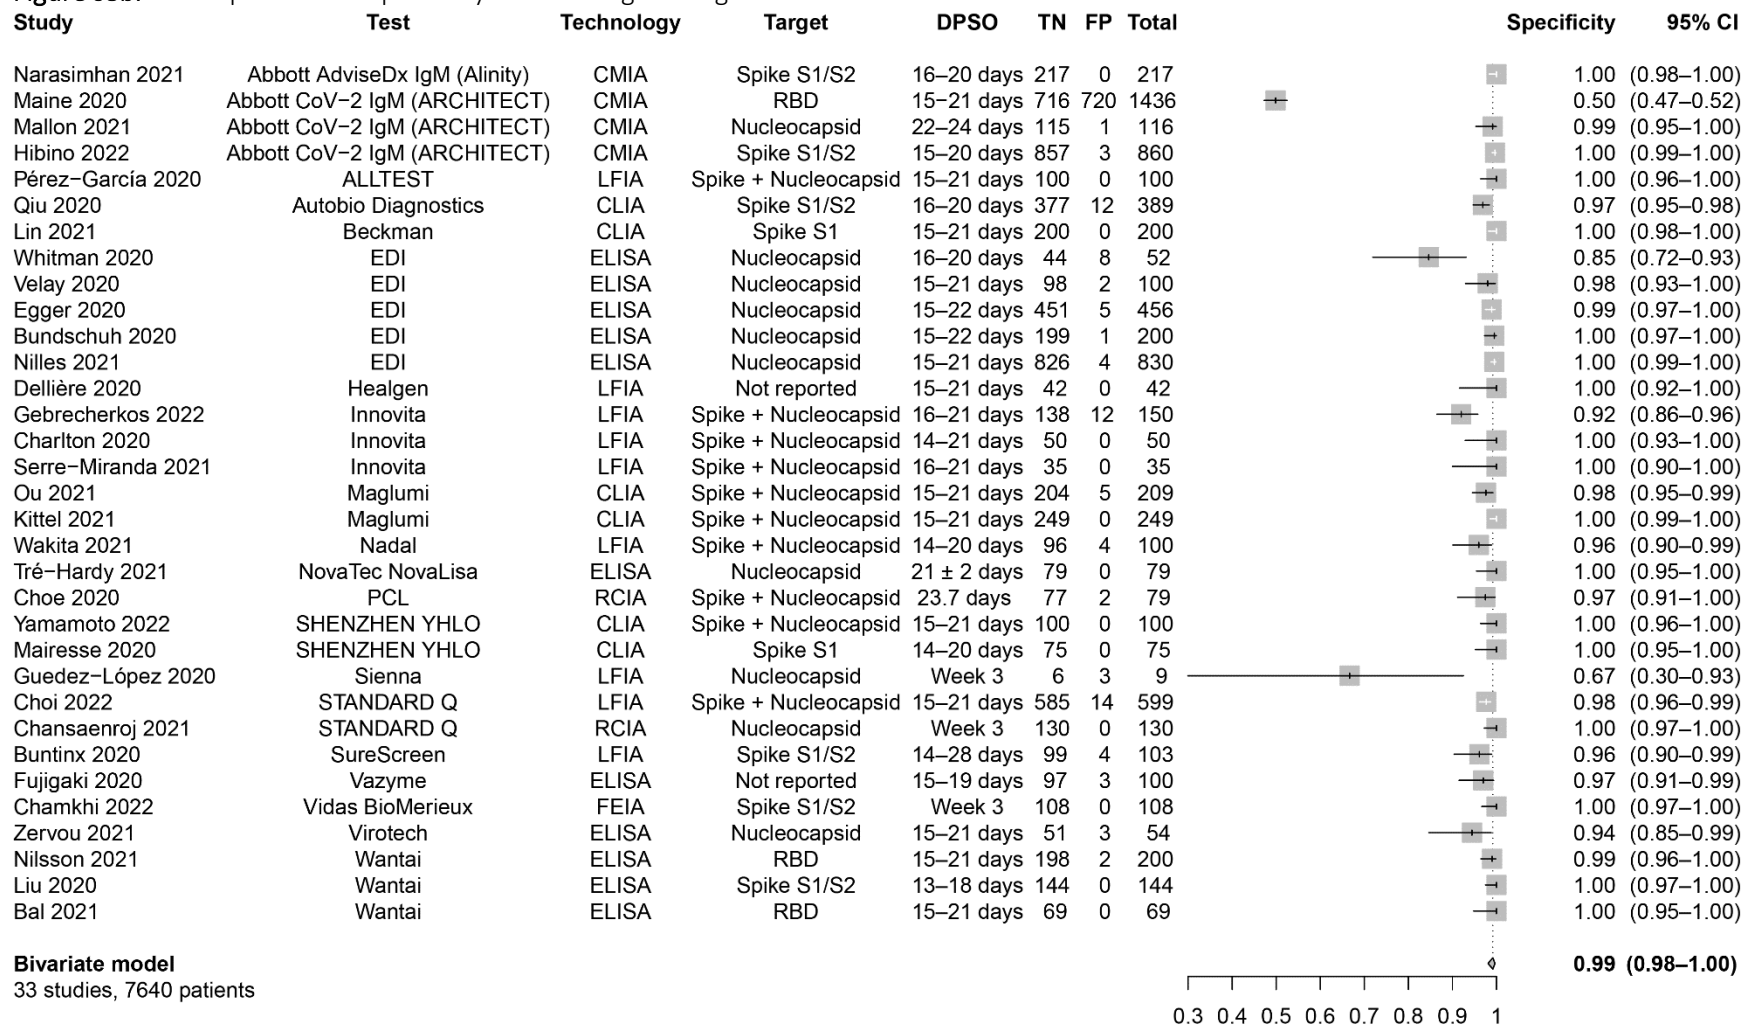 Study Test Technology Target DPSO TN FP Total Specificity 95% CI
Narasimhan 2021 Abbott AdviseDx IgM (Alinity) CMIA Spike S1/S2 16–20 days 217 0 217 1.00 (0.98–1.00)
Maine 2020 Abbott CoV−2 IgM (ARCHITECT) CMIA RBD 15−21 days 716 720 1436 0.50 (0.47–0.52)
Mallon 2021 Abbott CoV−2 IgM (ARCHITECT) CMIA Nucleocapsid 22–24 days 115 1 116 0.99 (0.95–1.00)
Hibino 2022 Abbott CoV−2 IgM (ARCHITECT) CMIA Spike S1/S2 15–20 days 857 3 860 1.00 (0.99–1.00)
Pérez−García 2020 ALLTEST LFIA Spike + Nucleocapsid 15–21 days 100 0 100 1.00 (0.96–1.00)
Qiu 2020 Autobio Diagnostics CLIA Spike S1/S2 16–20 days 377 12 389 0.97 (0.95–0.98)
Lin 2021 Beckman CLIA Spike S1 15–21 days 200 0 200 1.00 (0.98–1.00)
Whitman 2020 EDI ELISA Nucleocapsid 16–20 days 44 8 52 0.85 (0.72–0.93)
Velay 2020 EDI ELISA Nucleocapsid 15–21 days 98 2 100 0.98 (0.93–1.00)
Egger 2020 EDI ELISA Nucleocapsid 15–22 days 451 5 456 0.99 (0.97–1.00)
Bundschuh 2020 EDI ELISA Nucleocapsid 15–22 days 199 1 200 1.00 (0.97–1.00)
Nilles 2021 EDI ELISA Nucleocapsid 15–21 days 826 4 830 1.00 (0.99–1.00)
Dellière 2020 Healgen LFIA Not reported 15–21 days 42 0 42 1.00 (0.92–1.00)
Gebrecherkos 2022 Innovita LFIA Spike + Nucleocapsid 16–21 days 138 12 150 0.92 (0.86–0.96)
Charlton 2020 Innovita LFIA Spike + Nucleocapsid 14–21 days 50 0 50 1.00 (0.93–1.00)
Serre−Miranda 2021 Innovita LFIA Spike + Nucleocapsid 16–21 days 35 0 35 1.00 (0.90–1.00)
Ou 2021 Maglumi CLIA Spike + Nucleocapsid 15–21 days 204 5 209 0.98 (0.95–0.99)
Kittel 2021 Maglumi CLIA Spike + Nucleocapsid 15–21 days 249 0 249 1.00 (0.99–1.00)
Wakita 2021 Nadal LFIA Spike + Nucleocapsid 14–20 days 96 4 100 0.96 (0.90–0.99)
Tré−Hardy 2021 NovaTec NovaLisa ELISA Nucleocapsid 21 ± 2 days 79 0 79 1.00 (0.95–1.00)
Choe 2020 PCL RCIA Spike + Nucleocapsid 23.7 days 77 2 79 0.97 (0.91–1.00)
Yamamoto 2022 SHENZHEN YHLO CLIA Spike + Nucleocapsid 15–21 days 100 0 100 1.00 (0.96–1.00)
Mairesse 2020 SHENZHEN YHLO CLIA Spike S1 14–20 days 75 0 75 1.00 (0.95–1.00)
Guedez−López 2020 Sienna LFIA Nucleocapsid Week 3 6 3 9 0.67 (0.30–0.93)
Choi 2022 STANDARD Q LFIA Spike + Nucleocapsid 15–21 days 585 14 599 0.98 (0.96–0.99)
Chansaenroj 2021 STANDARD Q RCIA Nucleocapsid Week 3 130 0 130 1.00 (0.97–1.00)
Buntinx 2020 SureScreen LFIA Spike S1/S2 14–28 days 99 4 103 0.96 (0.90–0.99)
Fujigaki 2020 Vazyme ELISA Not reported 15–19 days 97 3 100 0.97 (0.91–0.99)
Chamkhi 2022 Vidas BioMerieux FEIA Spike S1/S2 Week 3 108 0 108 1.00 (0.97–1.00)
Zervou 2021 Virotech ELISA Nucleocapsid 15–21 days 51 3 54 0.94 (0.85–0.99)
Nilsson 2021 Wantai ELISA RBD 15–21 days 198 2 200 0.99 (0.96–1.00)
Liu 2020 Wantai ELISA Spike S1/S2 13–18 days 144 0 144 1.00 (0.97–1.00)
Bal 2021 Wantai ELISA RBD 15–21 days 69 0 69 1.00 (0.95–1.00)
Bivariate model 0.99 (0.98–1.00)
33 studies, 7640 patients
0.3 0.4 0.5 0.6 0.7 0.8 0.9 1